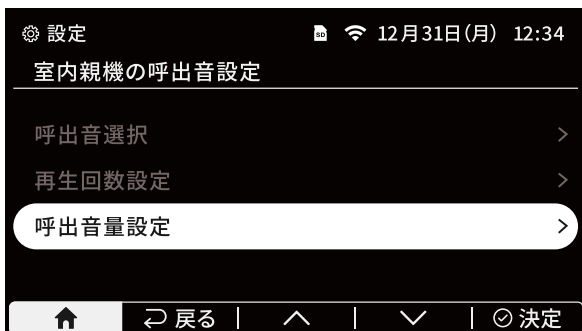 設定 SD 12月31日(月) 12:34
室内親機の呼出音設定
呼出音選択
再生回数設定
呼出音量設定
戻る 決定